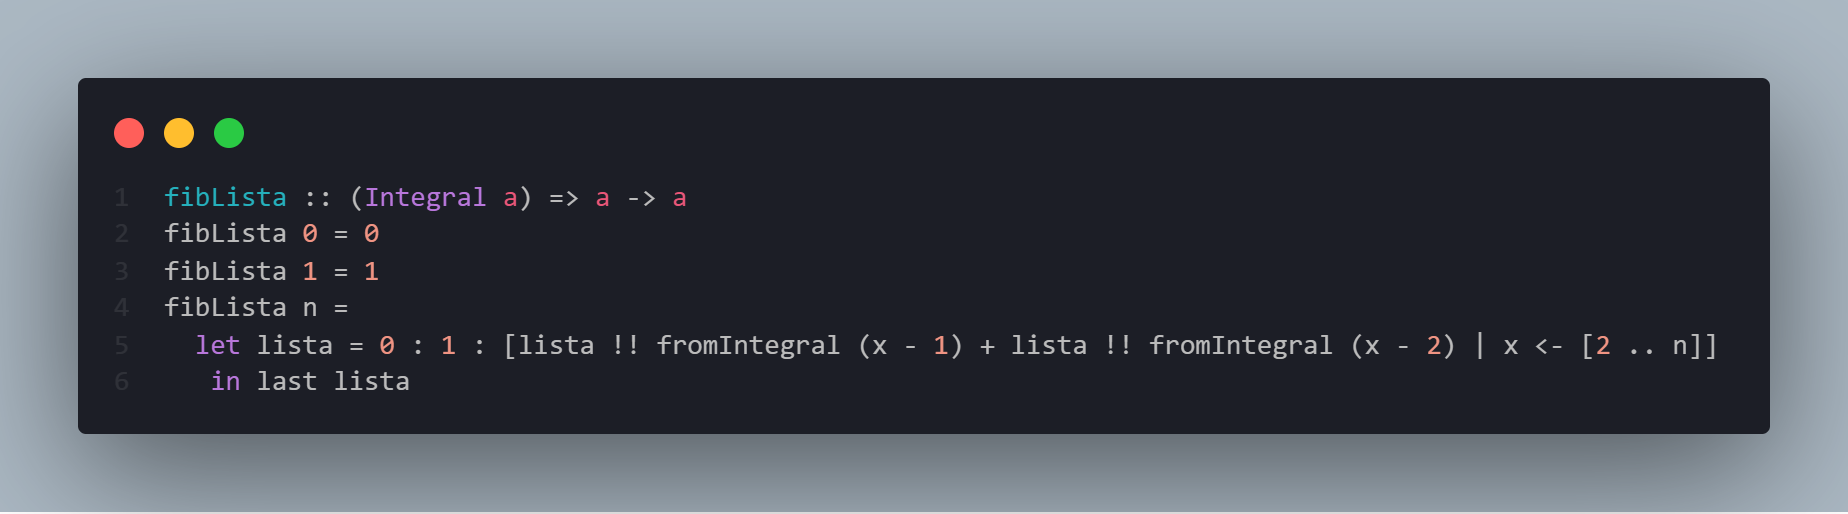 1 fibLista :: (Integral a) => a -> a
2 fibLista 0 = 0
3 fibLista 1 = 1
4 fibLista n =
5   let lista = 0 : 1 : [lista !! fromIntegral (x - 1) + lista !! fromIntegral (x - 2) | x <- [2 .. n]]
6    in last lista